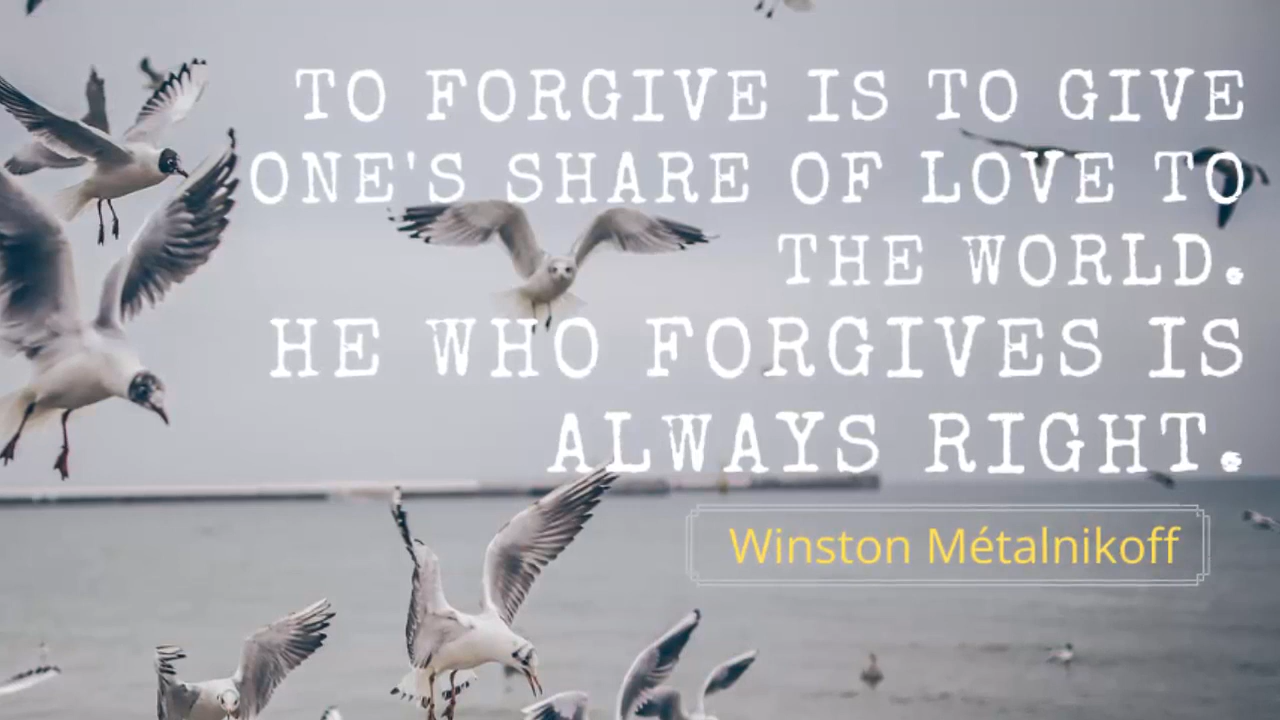 TO FORGIVE IS TO GIVE
ONE'S SHARE OF LOVE TO
THE WORLD.
HE WHO FORGIVES IS
ALWAYS RIGHT.
Winston Métalnikoff